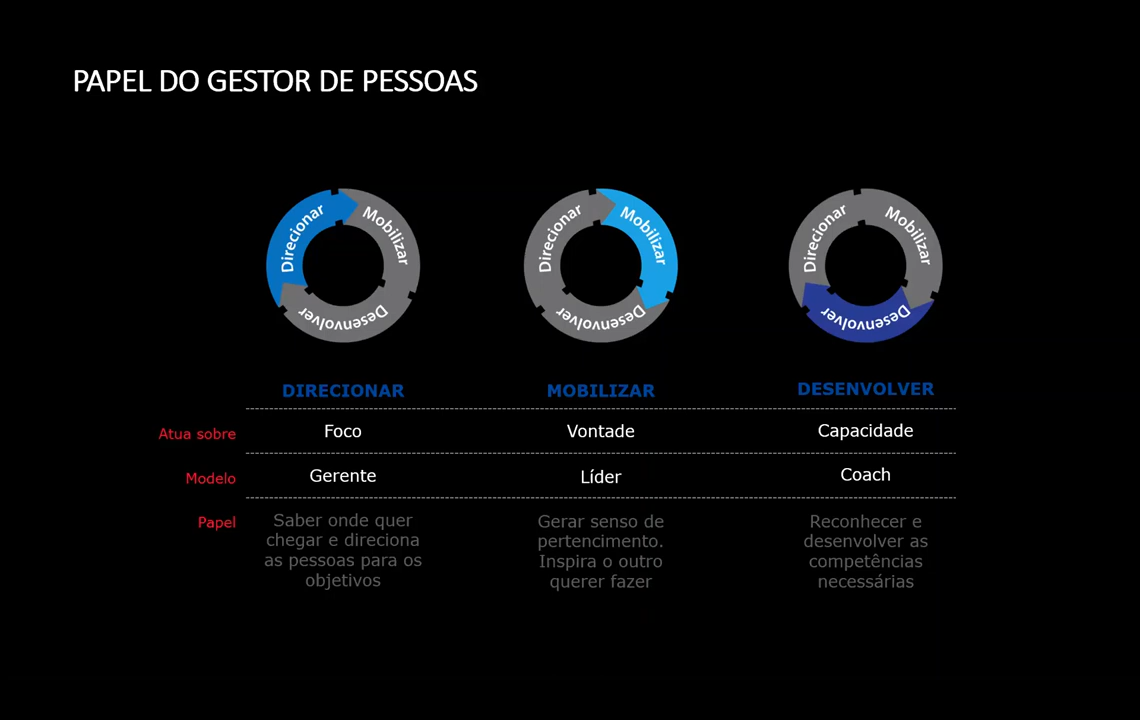 PAPEL DO GESTOR DE PESSOAS
Direcionar Mobilizar Desenvolver
Direcionar Mobilizar Desenvolver
Direcionar Mobilizar Desenvolver
DIRECIONAR MOBILIZAR DESENVOLVER
Atua sobre Foco Vontade Capacidade
Modelo Gerente Líder Coach
Papel
Saber onde quer
chegar e direciona
as pessoas para os
objetivos
Gerar senso de
pertencimento.
Inspira o outro
querer fazer
Reconhecer e
desenvolver as
competências
necessárias